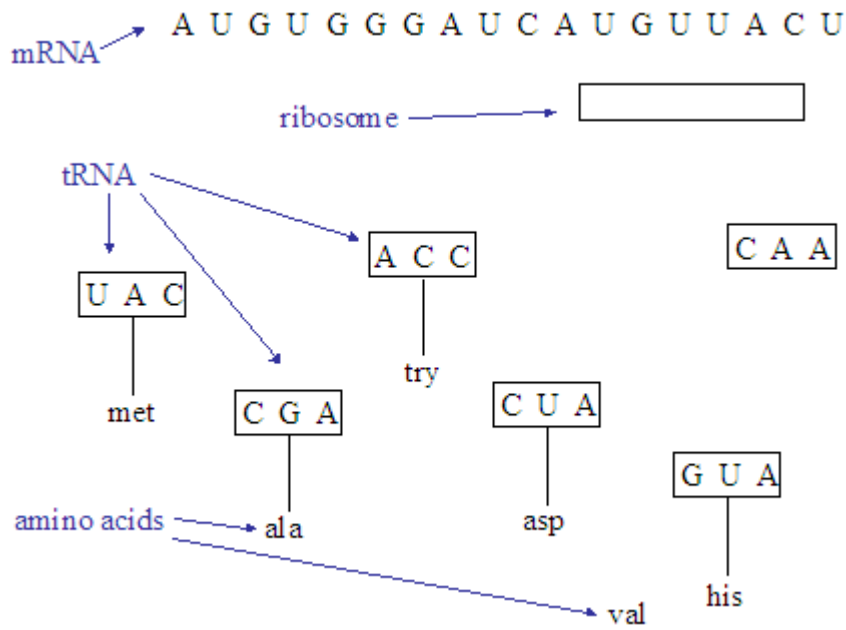 A U G U G G G A U C A U G U U A C U
mRNA
ribosome
tRNA
A C C
C A A
U A C
try
met
C G A
C U A
G U A
amino acids
ala
asp
his
val